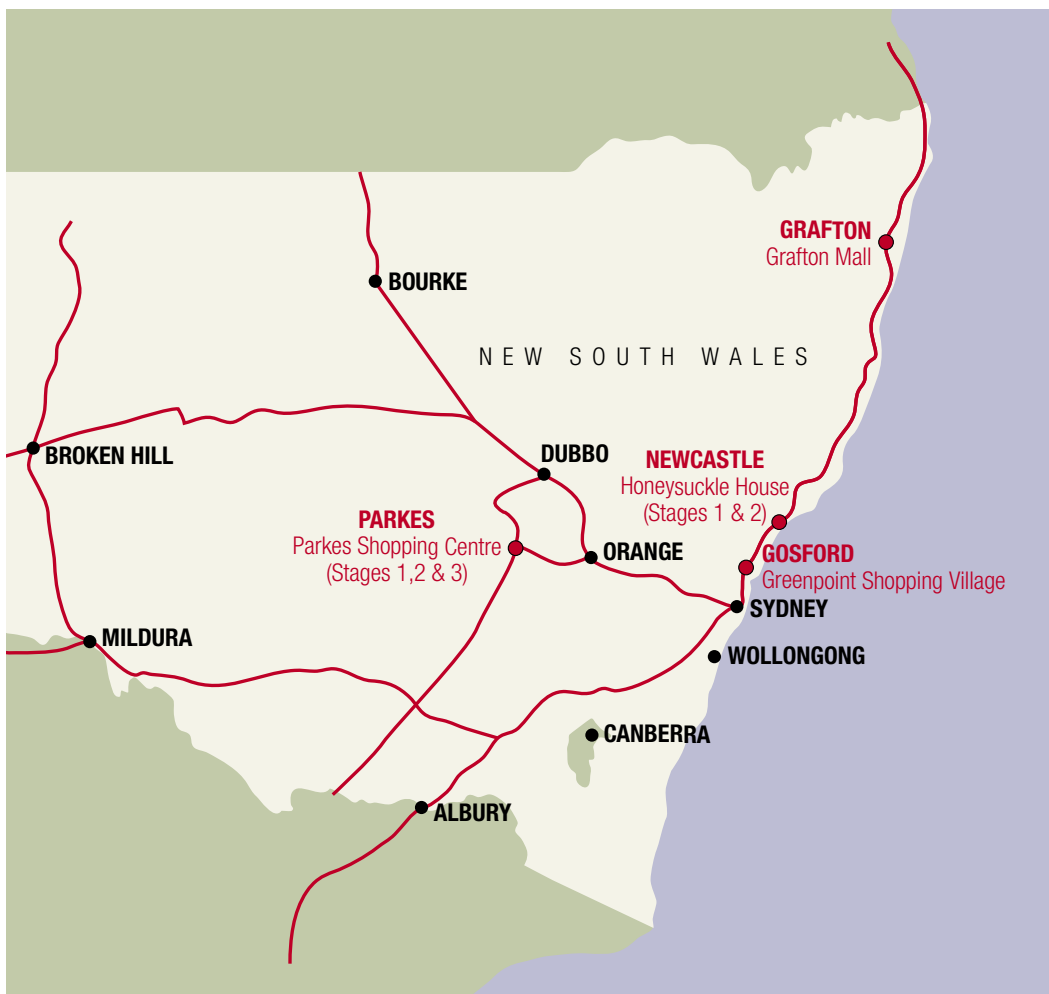 GRAFTON
Grafton Mall
BOURKE
NEW SOUTH WALES
BROKEN HILL
DUBBO
NEWCASTLE
Honeysuckle House
(Stages 1 & 2)
PARKES
Parkes Shopping Centre
(Stages 1,2 & 3)
ORANGE
GOSFORD
Greenpoint Shopping Village
SYDNEY
MILDURA
WOLLONGONG
CANBERRA
ALBURY